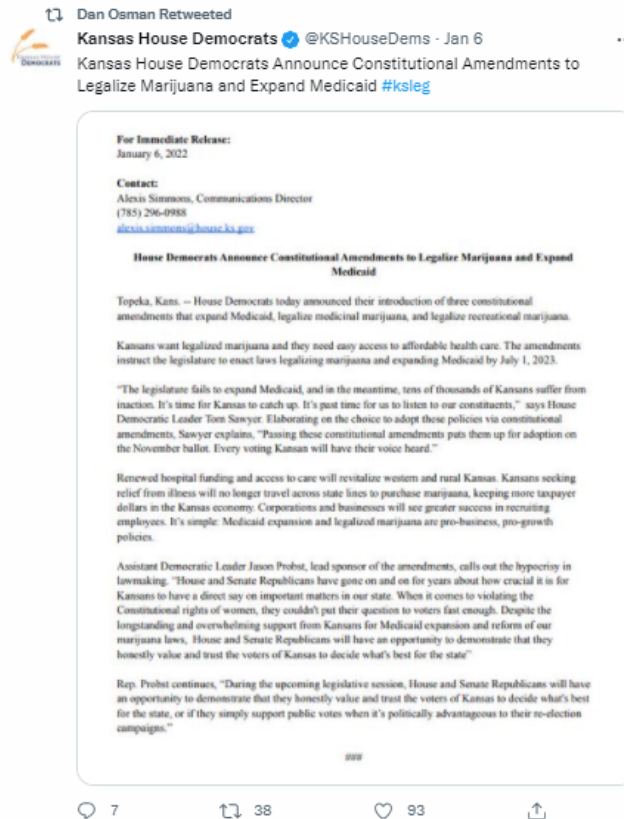 Dan Osman Retweeted
Kansas House Democrats @KSHouseDems · Jan 6
KANSAS HOUSE
DEMOCRATS
Kansas House Democrats Announce Constitutional Amendments to
Legalize Marijuana and Expand Medicaid #ksleg
For Immediate Release:
January 6, 2022
Contact:
Alexis Simmons, Communications Director
(785) 296-0988
alexis.simmons@house.ks.gov
House Democrats Announce Constitutional Amendments to Legalize Marijuana and Expand
Medicaid
Topeka, Kans. -- House Democrats today announced their introduction of three constitutional
amendments that expand Medicaid, legalize medicinal marijuana, and legalize recreational marijuana.
Kansans want legalized marijuana and they need easy access to affordable health care. The amendments
instruct the legislature to enact laws legalizing marijuana and expanding Medicaid by July 1, 2023.
"The legislature fails to expand Medicaid, and in the meantime, tens of thousands of Kansans suffer from
inaction. It's time for Kansas to catch up. It's past time for us to listen to our constituents," says House
Democratic Leader Tom Sawyer. Elaborating on the choice to adopt these policies via constitutional
amendments, Sawyer explains, "Passing these constitutional amendments puts them up for adoption on
the November ballot. Every voting Kansan will have their voice heard."
Renewed hospital funding and access to care will revitalize western and rural Kansas. Kansans seeking
relief from illness will no longer travel across state lines to purchase marijuana, keeping more taxpayer
dollars in the Kansas economy. Corporations and businesses will see greater success in recruiting
employees. It's simple: Medicaid expansion and legalized marijuana are pro-business, pro-growth
policies.
Assistant Democratic Leader Jason Probst, lead sponsor of the amendments, calls out the hypocrisy in
lawmaking. "House and Senate Republicans have gone on and on for years about how crucial it is for
Kansans to have a direct say on important matters in our state. When it comes to violating the
Constitutional rights of women, they couldn't put their question to voters fast enough. Despite the
longstanding and overwhelming support from Kansans for Medicaid expansion and reform of our
marijuana laws, House and Senate Republicans will have an opportunity to demonstrate that they
honestly value and trust the voters of Kansas to decide what's best for the state"
Rep. Probst continues, "During the upcoming legislative session, House and Senate Republicans will have
an opportunity to demonstrate that they honestly value and trust the voters of Kansas to decide what's best
for the state, or if they simply support public votes when it's politically advantageous to their re-election
campaigns."
###
7 38 93